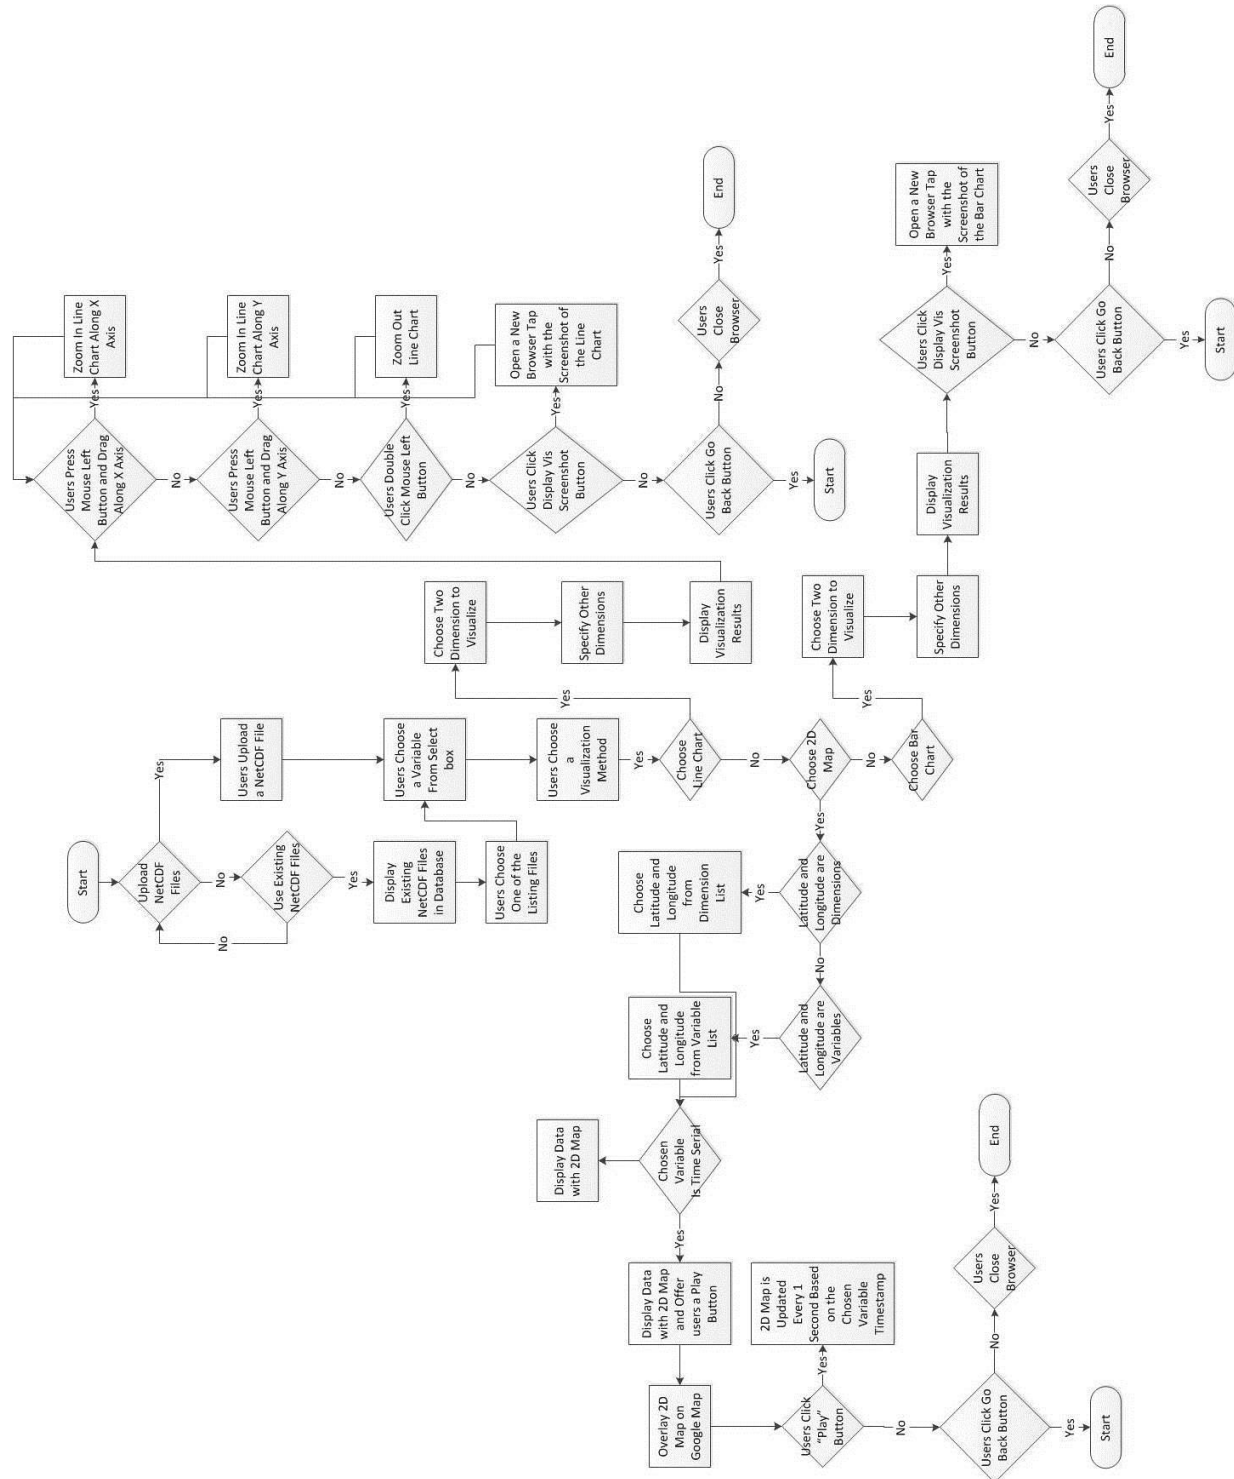 Start
Upload
NetCDF
Files
Yes
Users Upload
a NetCDF File
No
Use Existing
NetCDF Files
No
Yes
Display
Existing
NetCDF Files
in Database
Users Choose
One of the
Listing Files
Users Choose
a Variable
From Select
box
Users Choose
a
Visualization
Method
Yes
Choose
Line Chart
Yes
Choose Two
Dimension to
Visualize
Specify Other
Dimensions
Display
Visualization
Results
Users Press
Mouse Left
Button and Drag
Along X Axis
Yes
Zoom In Line
Chart Along X
Axis
No
Users Press
Mouse Left
Button and Drag
Along Y Axis
Yes
Zoom In Line
Chart Along Y
Axis
No
Users Double
Click Mouse Left
Button
Yes
Zoom Out
Line Chart
No
Users Click
Display Vis
Screenshot
Button
Yes
Open a New
Browser Tap
with the
Screenshot of
the Line
Chart
No
Users Click Go
Back Button
Yes
Start
No
Users
Close
Browser
Yes
End
No
Choose 2D
Map
No
Choose Bar
Chart
Yes
Choose Two
Dimension to
Visualize
Specify Other
Dimensions
Display
Visualization
Results
Users Click
Display Vis
Screenshot
Button
Yes
Open a New
Browser Tap
with the
Screenshot of
the Bar Chart
No
Users Click Go
Back Button
Yes
Start
No
Users
Close
Browser
Yes
End
Yes
Latitude and
Longitude are
Dimensions
Yes
Choose
Latitude and
Longitude
from
Dimension
List
No
Latitude and
Longitude are
Variables
Yes
Choose
Latitude and
Longitude
from Variable
List
Chosen
Variable
Is Time Serial
Display Data
with 2D Map
Yes
Display Data
with 2D Map
and Offer
users a Play
Button
Overlay 2D
Map on
Google Map
Users Click
“Play”
Button
Yes
2D Map is
Updated
Every 1
Second Based
on the
Chosen
Variable
Timestamp
No
Users Click Go
Back Button
Yes
Start
No
Users
Close
Browser
Yes
End